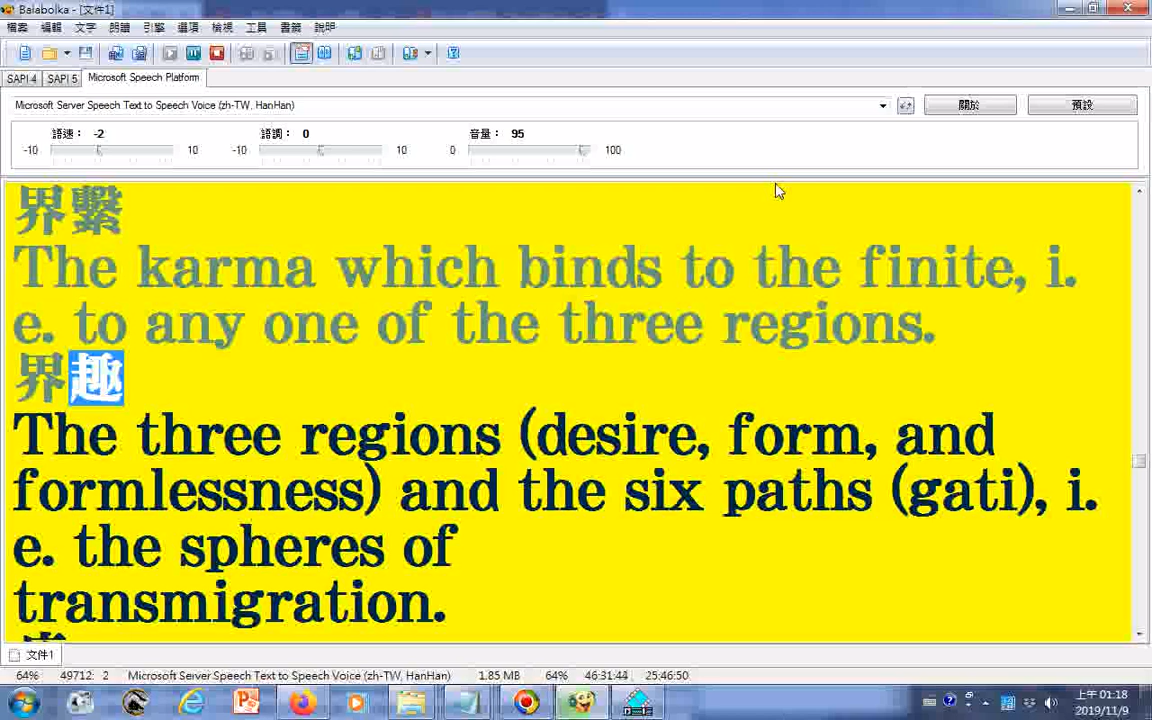 Balabolka - [文件1]
檔案 編輯 文字 朗讀 引擎 選項 檢視 工具 書籤 說明
SAPI 4 SAPI 5 Microsoft Speech Platform
Microsoft Server Speech Text to Speech Voice (zh-TW, HanHan) 關於 預設
語速： -2 語調： 0 音量： 95
-10 10 -10 10 0 100
界繫
The karma which binds to the finite, i.
e. to any one of the three regions.
界趣
The three regions (desire, form, and
formlessness) and the six paths (gati), i.
e. the spheres of
transmigration.
文件1
64% 49712: 2 Microsoft Server Speech Text to Speech Voice (zh-TW, HanHan) 1.85 MB 64% 46:31:44 25:46:50
上午 01:18
2019/11/9